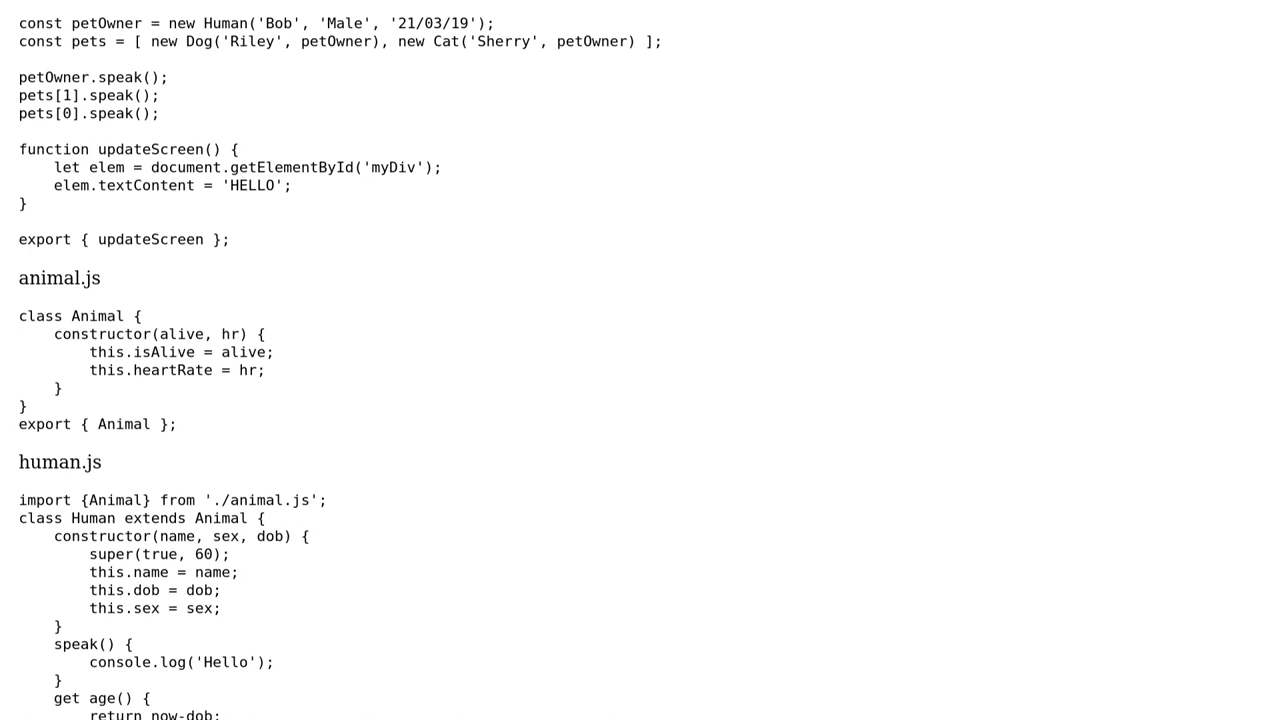 const petOwner = new Human('Bob', 'Male', '21/03/19');
const pets = [ new Dog('Riley', petOwner), new Cat('Sherry', petOwner) ];

petOwner.speak();
pets[1].speak();
pets[0].speak();

function updateScreen() {
    let elem = document.getElementById('myDiv');
    elem.textContent = 'HELLO';
}

export { updateScreen };

animal.js

class Animal {
    constructor(alive, hr) {
        this.isAlive = alive;
        this.heartRate = hr;
    }
}
export { Animal };

human.js

import {Animal} from './animal.js';
class Human extends Animal {
    constructor(name, sex, dob) {
        super(true, 60);
        this.name = name;
        this.dob = dob;
        this.sex = sex;
    }
    speak() {
        console.log('Hello');
    }
    get age() {
        return now-dob;